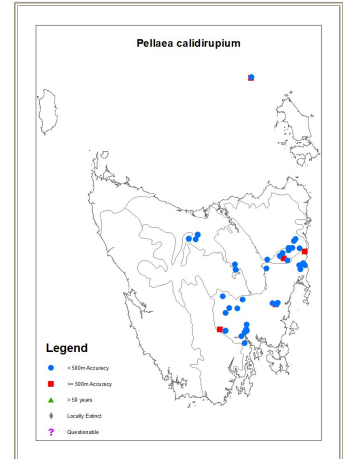 Pellaea calidirupium
Legend
< 500m Accuracy
>= 500m Accuracy
> 50 years
Locally Extinct
? Questionable